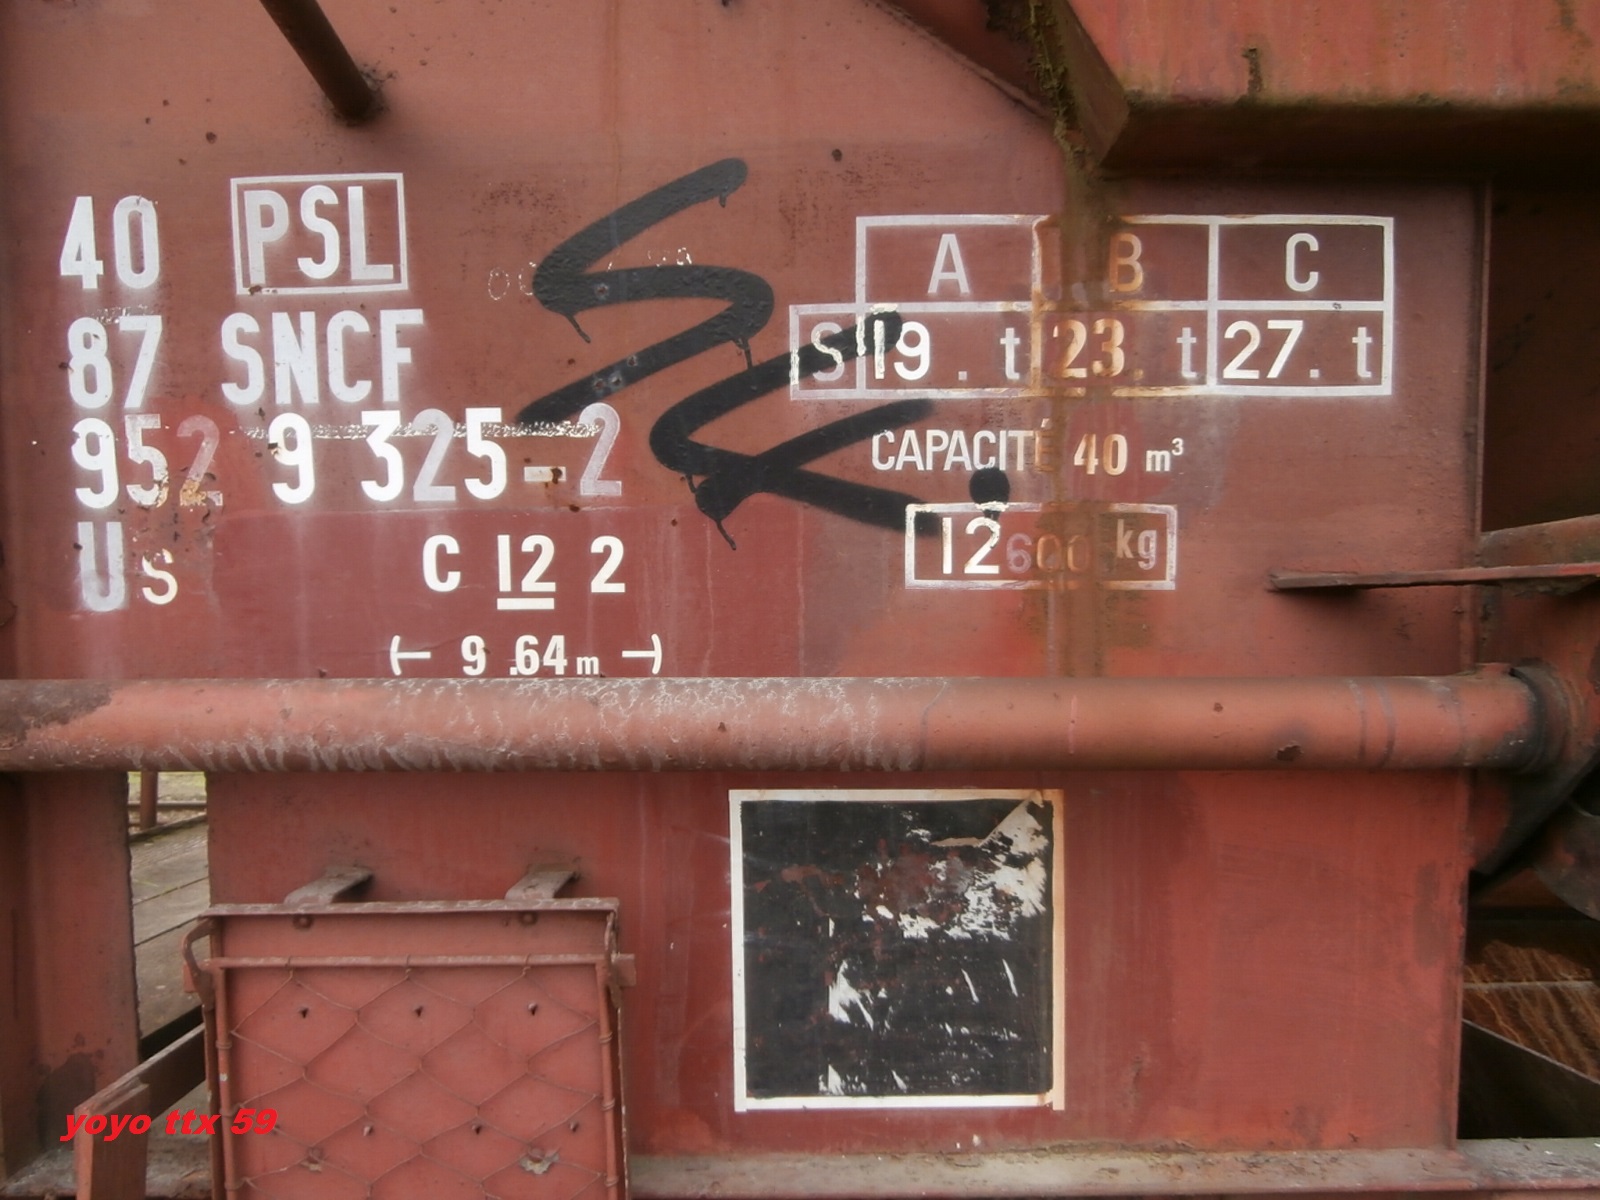 40 PSL
87 SNCF
952 9 325-2
US
C 12 2
9.64m
A B C
S 19. t 23. t 27. t
CAPACITÉ 40 m³
12600 kg
yoyo ttx 59